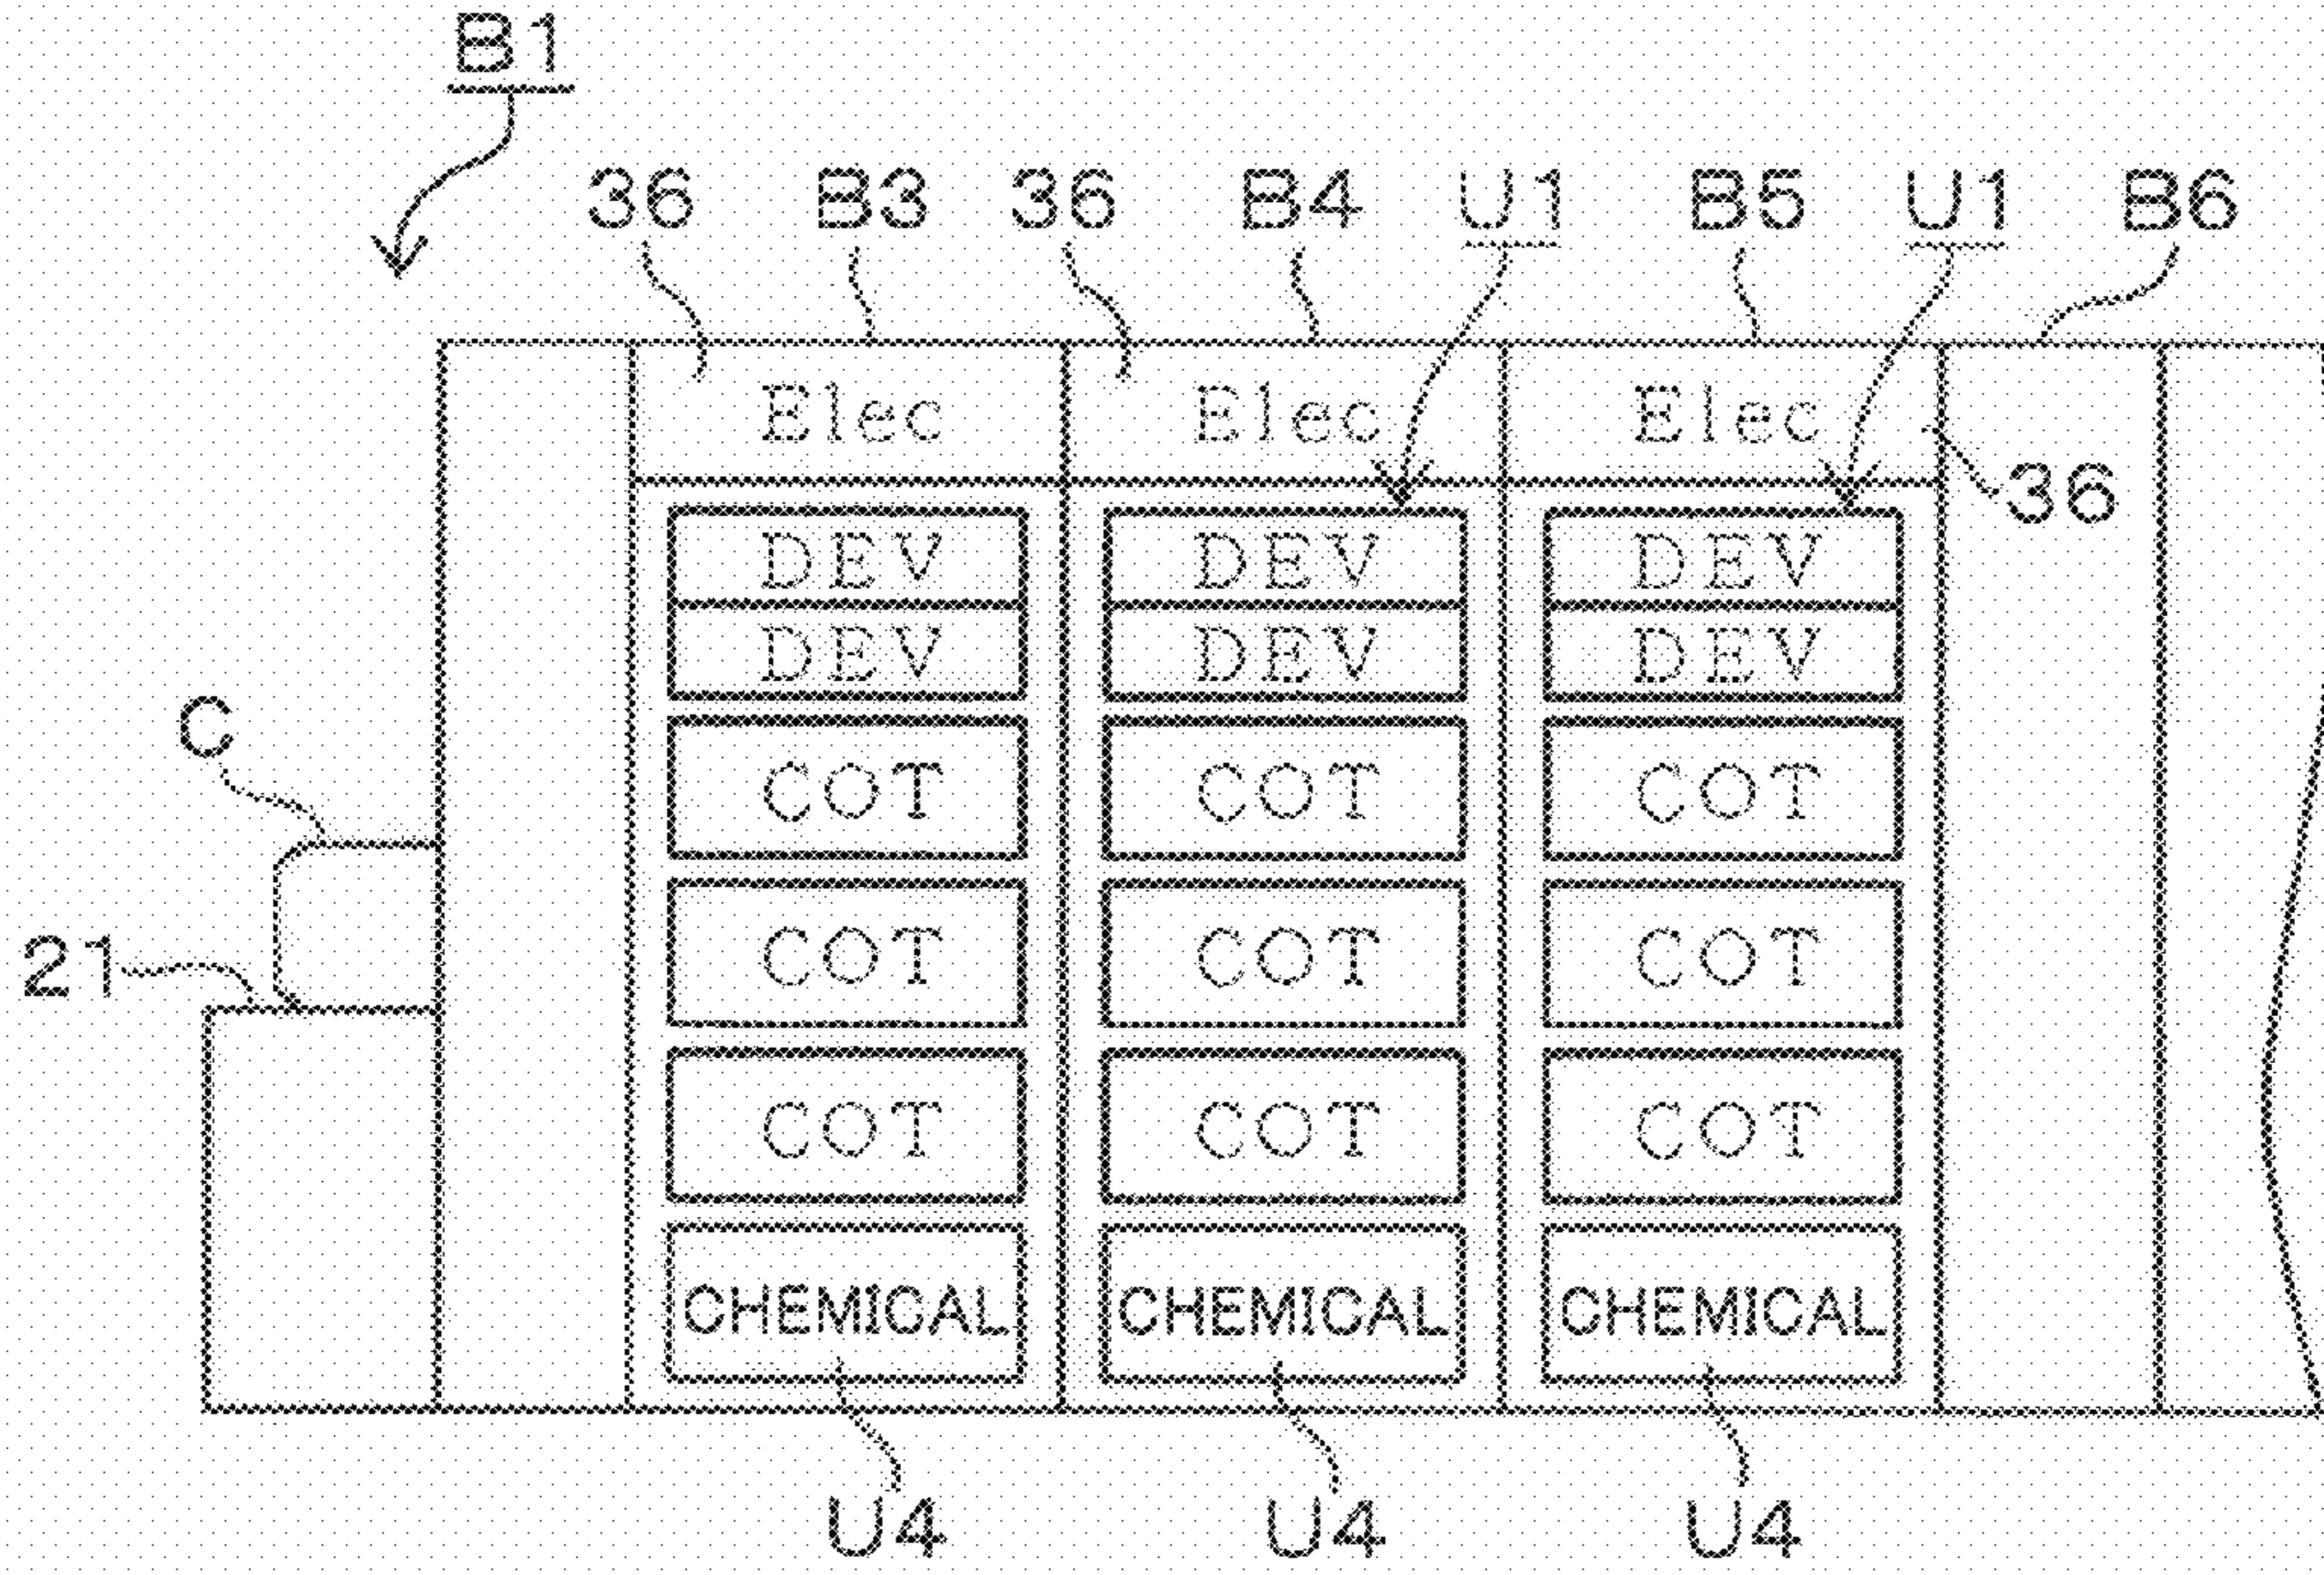 B1
36 B3 36 B4 U1 B5 U1 B6
Elec Elec Elec
36
DEV DEV DEV
DEV DEV DEV
C
COT COT COT
21
COT COT COT
COT COT COT
CHEMICAL CHEMICAL CHEMICAL
U4 U4 U4